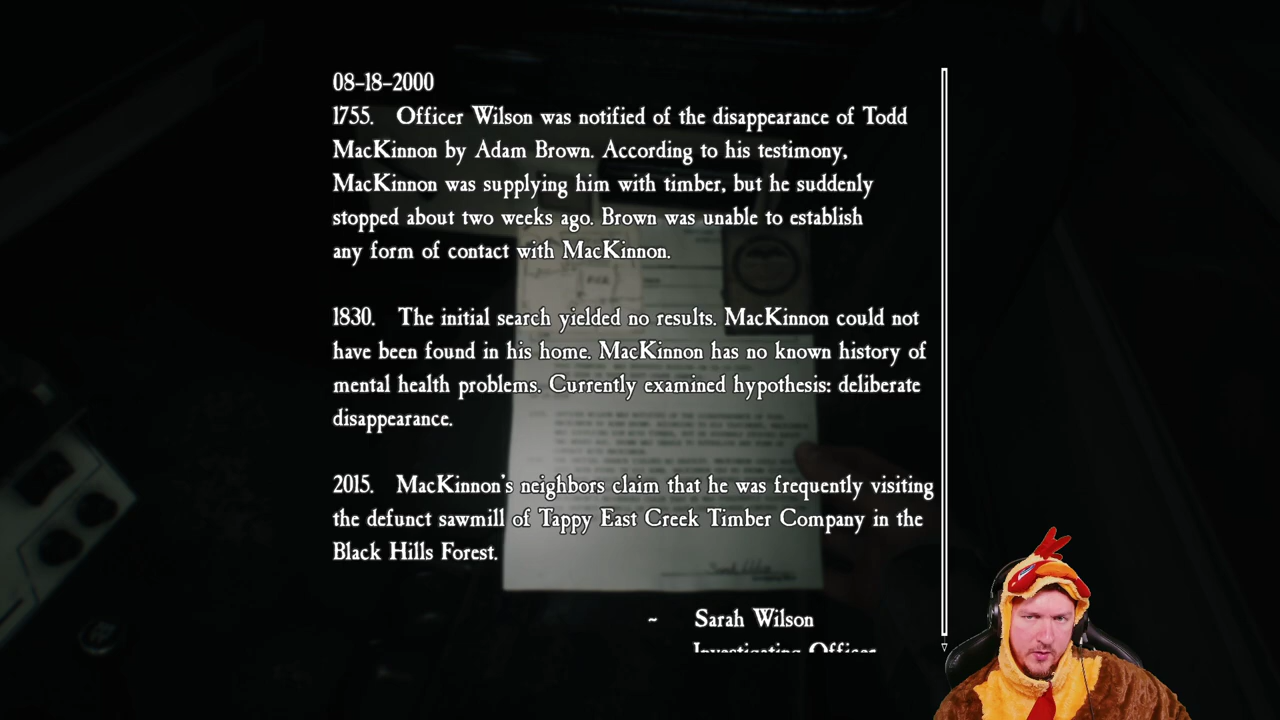 08-18-2000
1755. Officer Wilson was notified of the disappearance of Todd
MacKinnon by Adam Brown. According to his testimony,
MacKinnon was supplying him with timber, but he suddenly
stopped about two weeks ago. Brown was unable to establish
any form of contact with MacKinnon.
1830. The initial search yielded no results. MacKinnon could not
have been found in his home. MacKinnon has no known history of
mental health problems. Currently examined hypothesis: deliberate
disappearance.
2015. MacKinnon's neighbors claim that he was frequently visiting
the defunct sawmill of Tappy East Creek Timber Company in the
Black Hills Forest.
~ Sarah Wilson
Investigating Officer